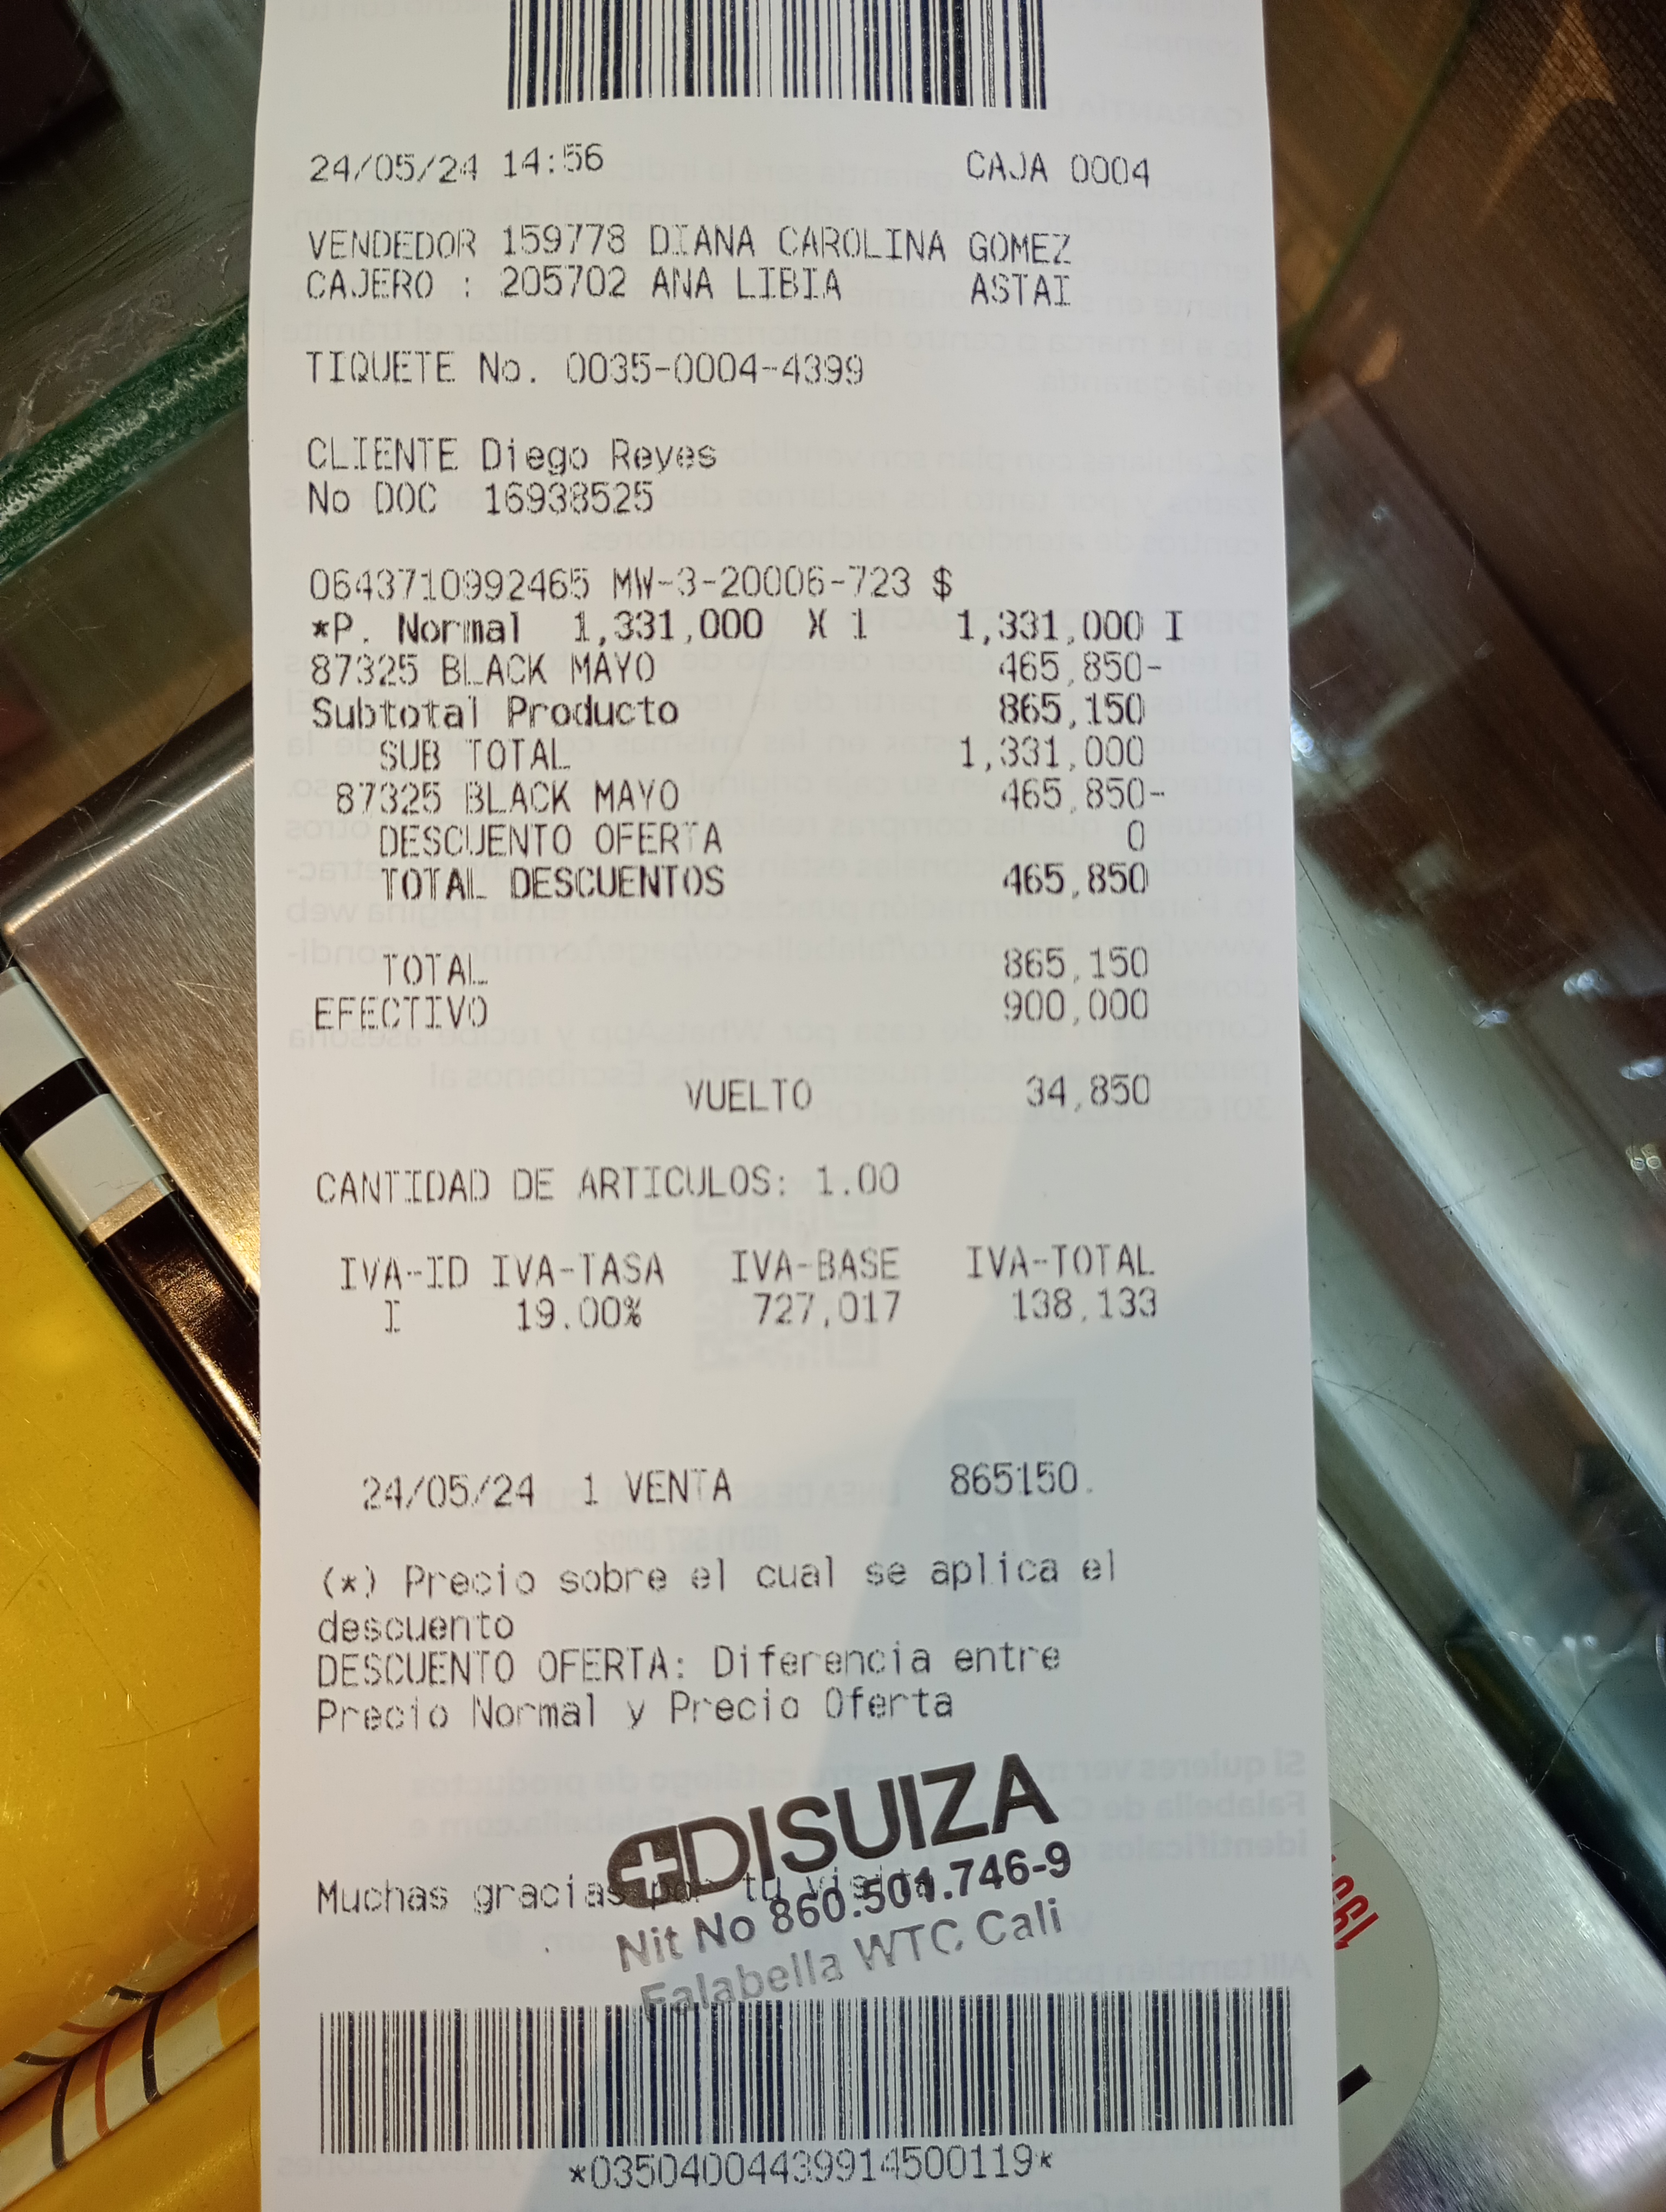 24/05/24 14:56 CAJA 0004
VENDEDOR 159778 DIANA CAROLINA GOMEZ
CAJERO : 205702 ANA LIBIA ASTAI
TIQUETE No. 0035-0004-4399
CLIENTE Diego Reyes
No DOC 16938525
0643710992465 MW-3-20006-723 $
*P. Normal 1,331,000 X 1 1,331,000 I
87325 BLACK MAYO 465,850-
Subtotal Producto 865,150
SUB TOTAL 1,331,000
87325 BLACK MAYO 465,850-
DESCUENTO OFERTA 0
TOTAL DESCUENTOS 465,850
TOTAL 865,150
EFECTIVO 900,000
VUELTO 34,850
CANTIDAD DE ARTICULOS: 1.00
IVA-ID IVA-TASA IVA-BASE IVA-TOTAL
I 19.00% 727,017 138,133
24/05/24 1 VENTA 865150.
(*) Precio sobre el cual se aplica el
descuento
DESCUENTO OFERTA: Diferencia entre
Precio Normal y Precio Oferta
DISUIZA
Muchas gracias por tu visita
Nit No 860.501.746-9
Falabella WTC Cali
*03504004439914500119*